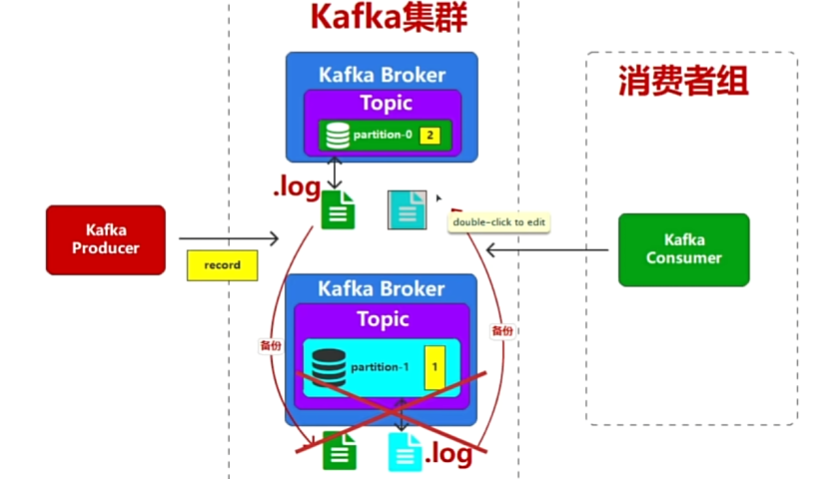 Kafka集群
Kafka Broker
Topic
partition-0
2
消费者组
.log
double-click to edit
Kafka
Producer
record
Kafka
Consumer
Kafka Broker
Topic
备份
备份
partition-1
1
.log